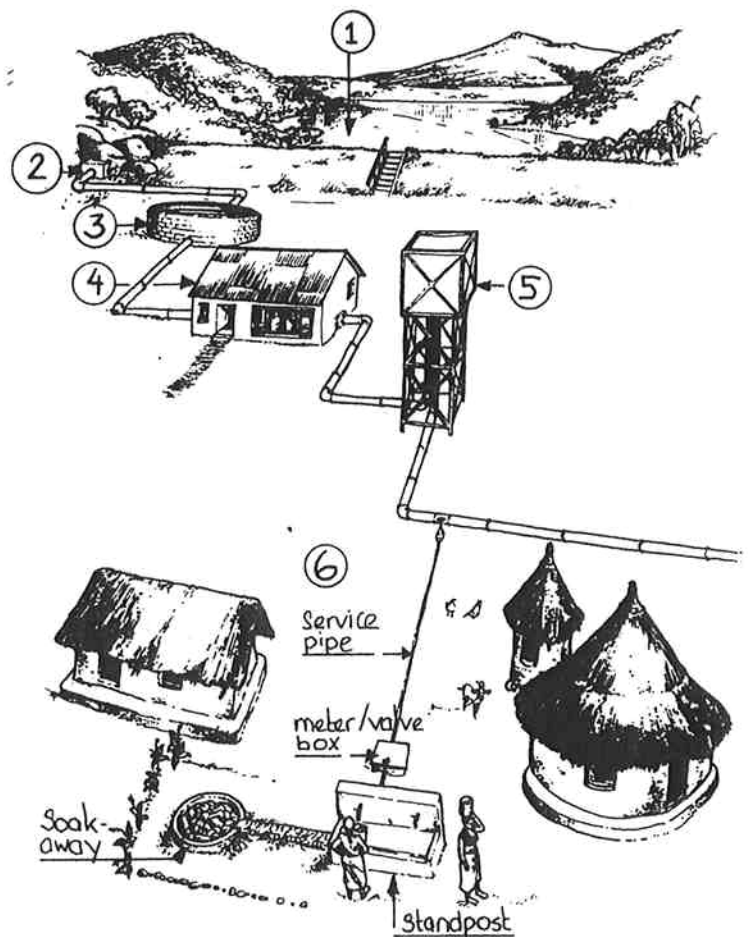 1
2
3
4
5
6
Service
pipe
meter/valve
box
Soak-
away
Standpost